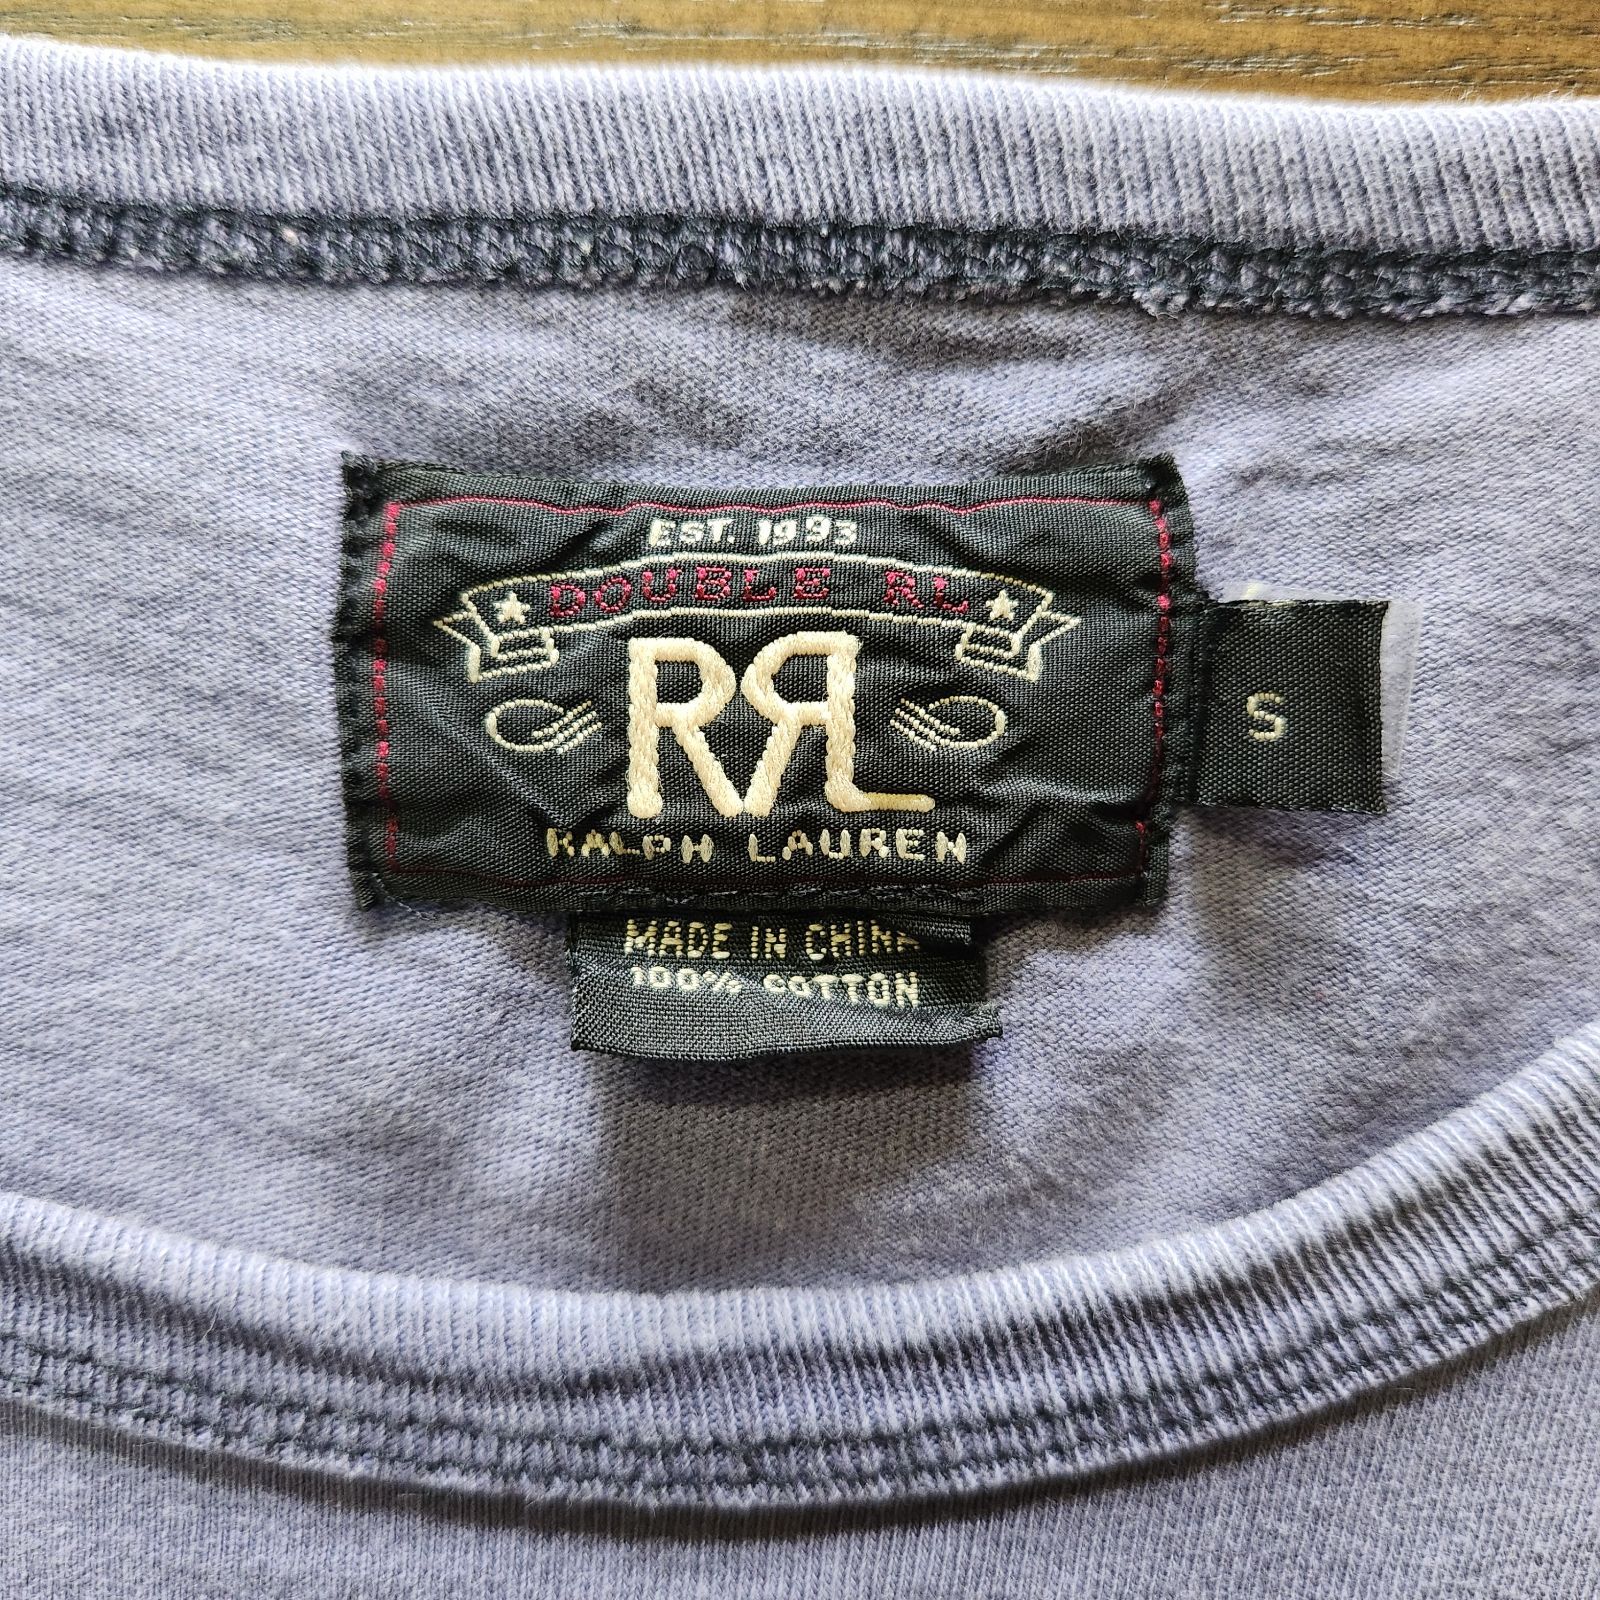 EST. 1993
DOUBLE RL
RRL
RALPH LAUREN
S
MADE IN CHINA
100% COTTON